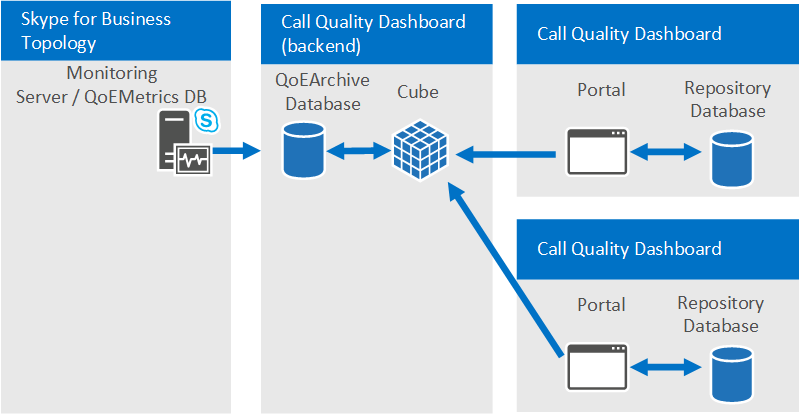 Skype for Business
Topology
Monitoring
Server / QoEMetrics DB
S
Call Quality Dashboard
(backend)
QoEArchive
Database
Cube
Call Quality Dashboard
Portal
Repository
Database
Call Quality Dashboard
Portal
Repository
Database